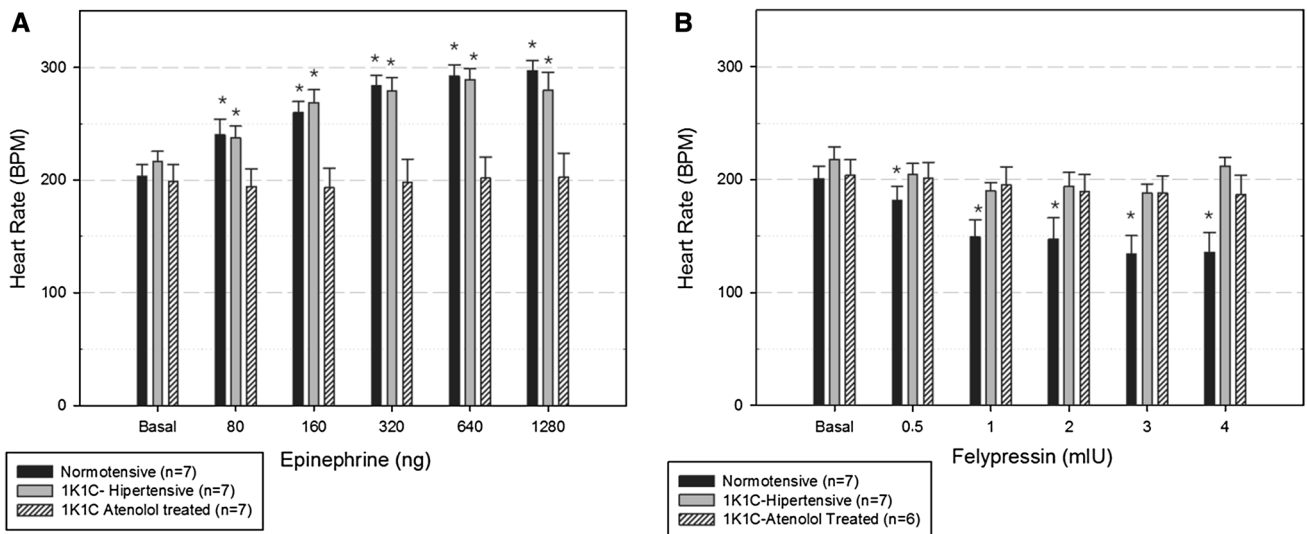 A
Heart Rate (BPM)
300
200
100
0
* * * * * * * * * *
Basal 80 160 320 640 1280
Epinephrine (ng)
Normotensive (n=7)
1K1C- Hipertensive (n=7)
1K1C Atenolol treated (n=7)
B
Heart Rate (BPM)
300
200
100
0
* * * * *
Basal 0.5 1 2 3 4
Felypressin (mIU)
Normotensive (n=7)
1K1C-Hipertensive (n=7)
1K1C-Atenolol Treated (n=6)